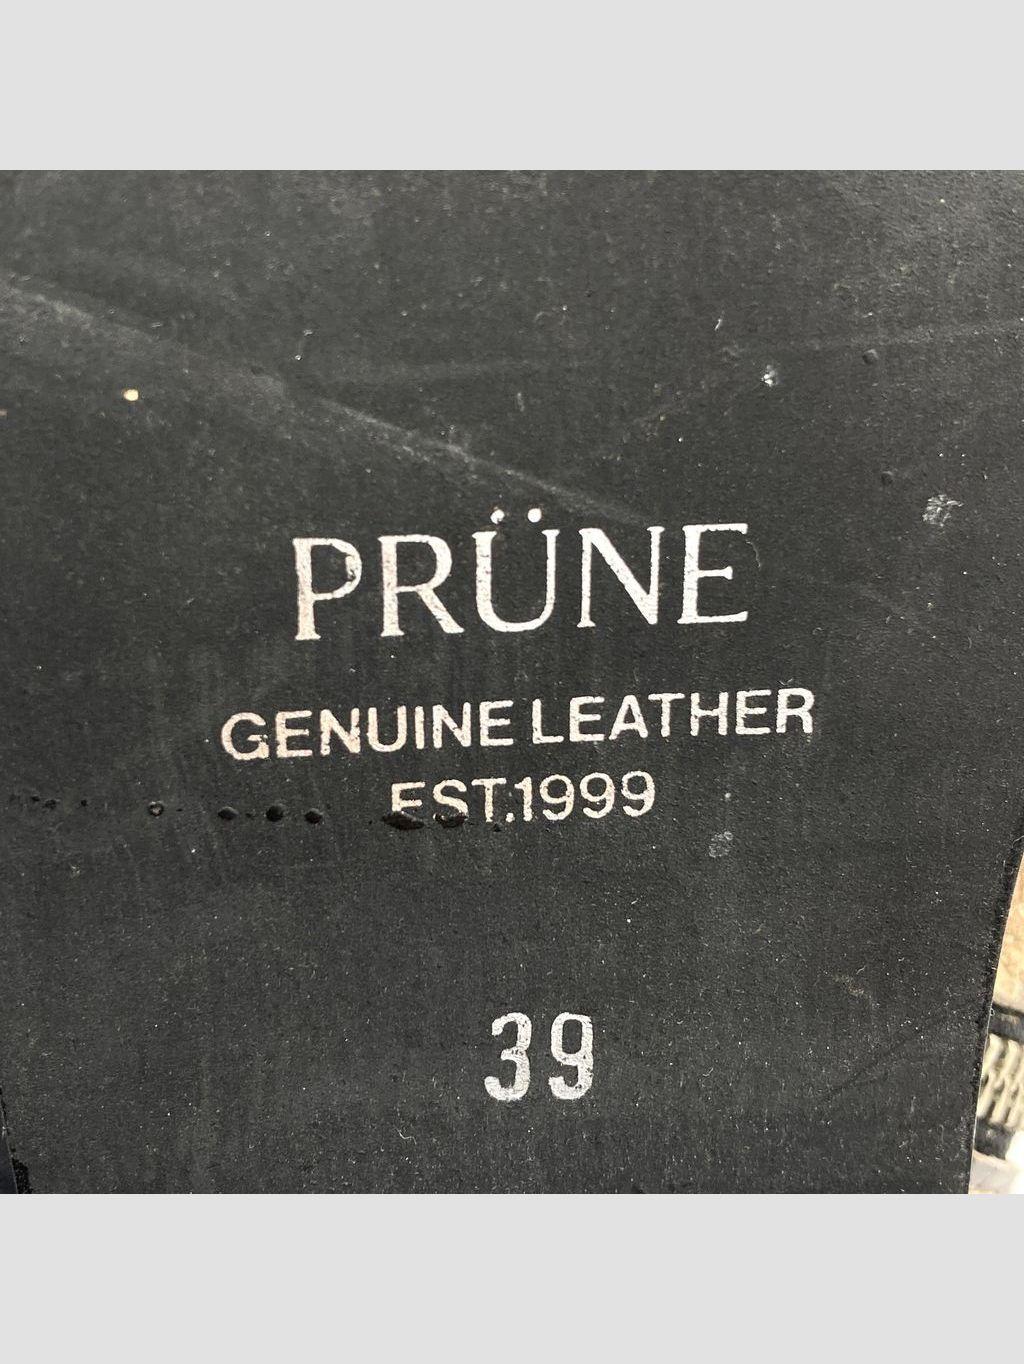 PRÜNE
GENUINE LEATHER
EST.1999
39